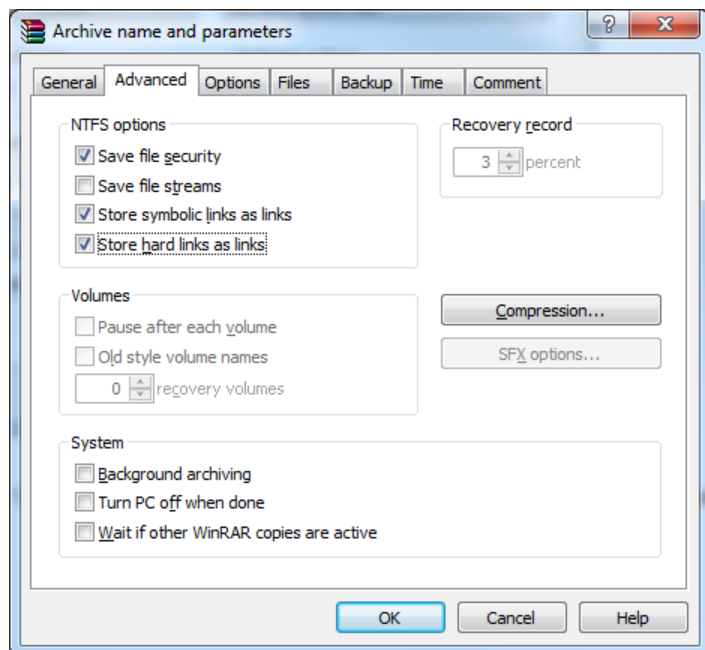 Archive name and parameters
General Advanced Options Files Backup Time Comment
NTFS options
Save file security
Save file streams
Store symbolic links as links
Store hard links as links
Recovery record
3 percent
Volumes
Pause after each volume
Old style volume names
0 recovery volumes
Compression...
SFX options...
System
Background archiving
Turn PC off when done
Wait if other WinRAR copies are active
OK Cancel Help